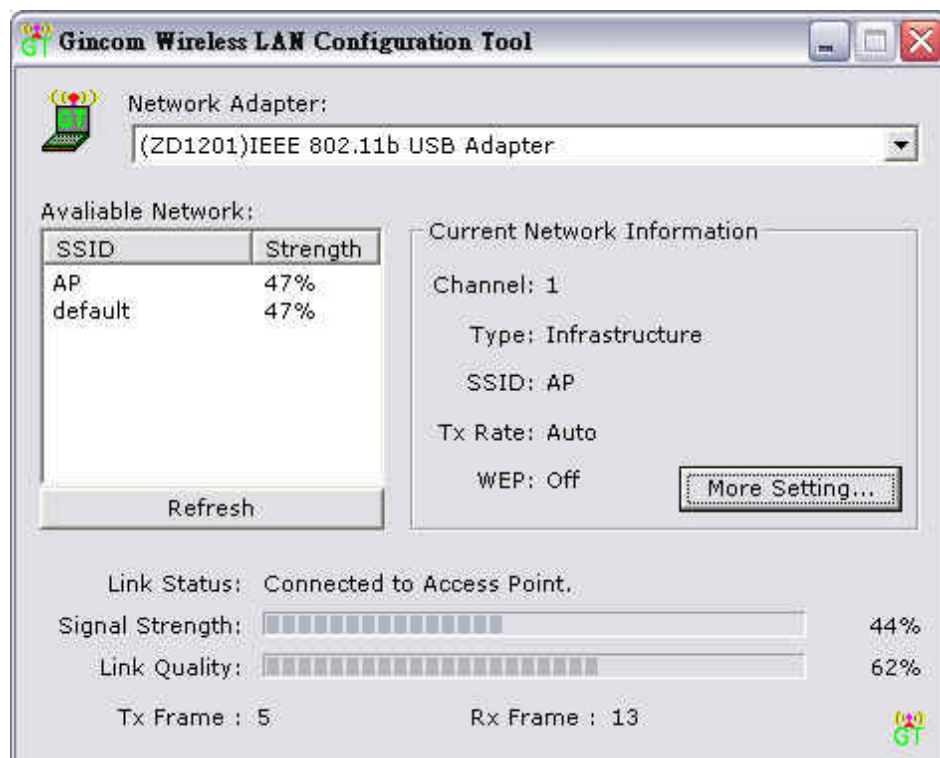 Gincom Wireless LAN Configuration Tool
Network Adapter:
(ZD1201)IEEE 802.11b USB Adapter
Avaliable Network:
SSID Strength
AP 47%
default 47%
Refresh
Current Network Information
Channel: 1
Type: Infrastructure
SSID: AP
Tx Rate: Auto
WEP: Off
More Setting...
Link Status: Connected to Access Point.
Signal Strength: 44%
Link Quality: 62%
Tx Frame : 5 Rx Frame : 13
GT